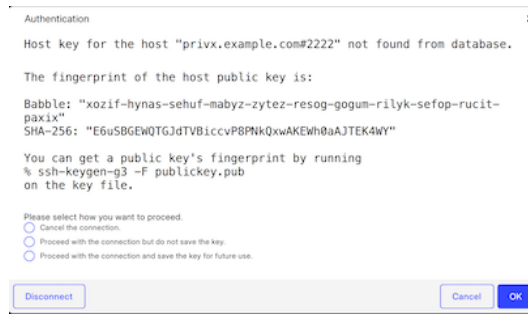 Authentication
Host key for the host "privx.example.com#2222" not found from database.
The fingerprint of the host public key is:
Babble: "xozif-hynas-sehuf-mabyz-zytez-resog-gogum-rilyk-sefop-rucit-
paxix"
SHA-256: "E6uSBGEWQTGJdTVBiccvP8PNkQxwAKEWh0aAJTEK4WY"
You can get a public key's fingerprint by running
% ssh-keygen-g3 -F publickey.pub
on the key file.
Please select how you want to proceed.
Cancel the connection.
Proceed with the connection but do not save the key.
Proceed with the connection and save the key for future use.
Disconnect
Cancel
OK